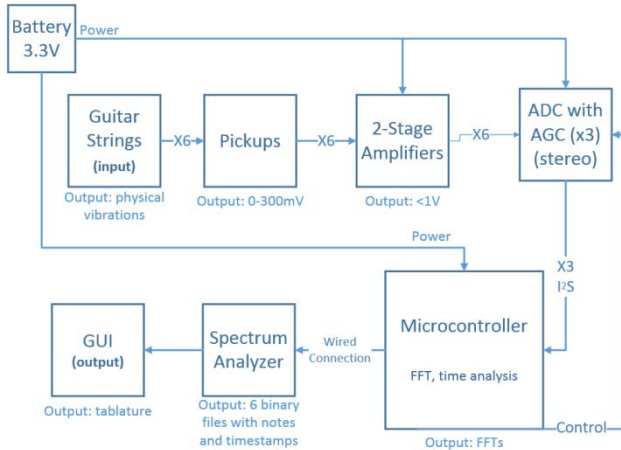 Battery
3.3V
Power
Guitar
Strings
(input)
X6
Pickups
X6
2-Stage
Amplifiers
X6
ADC with
AGC (x3)
(stereo)
Output: physical
vibrations
Output: 0-300mV
Output: <1V
Power
X3
I²S
GUI
(output)
Spectrum
Analyzer
Wired
Connection
Microcontroller
FFT, time analysis
Output: tablature
Output: 6 binary
files with notes
and timestamps
Output: FFTs
Control